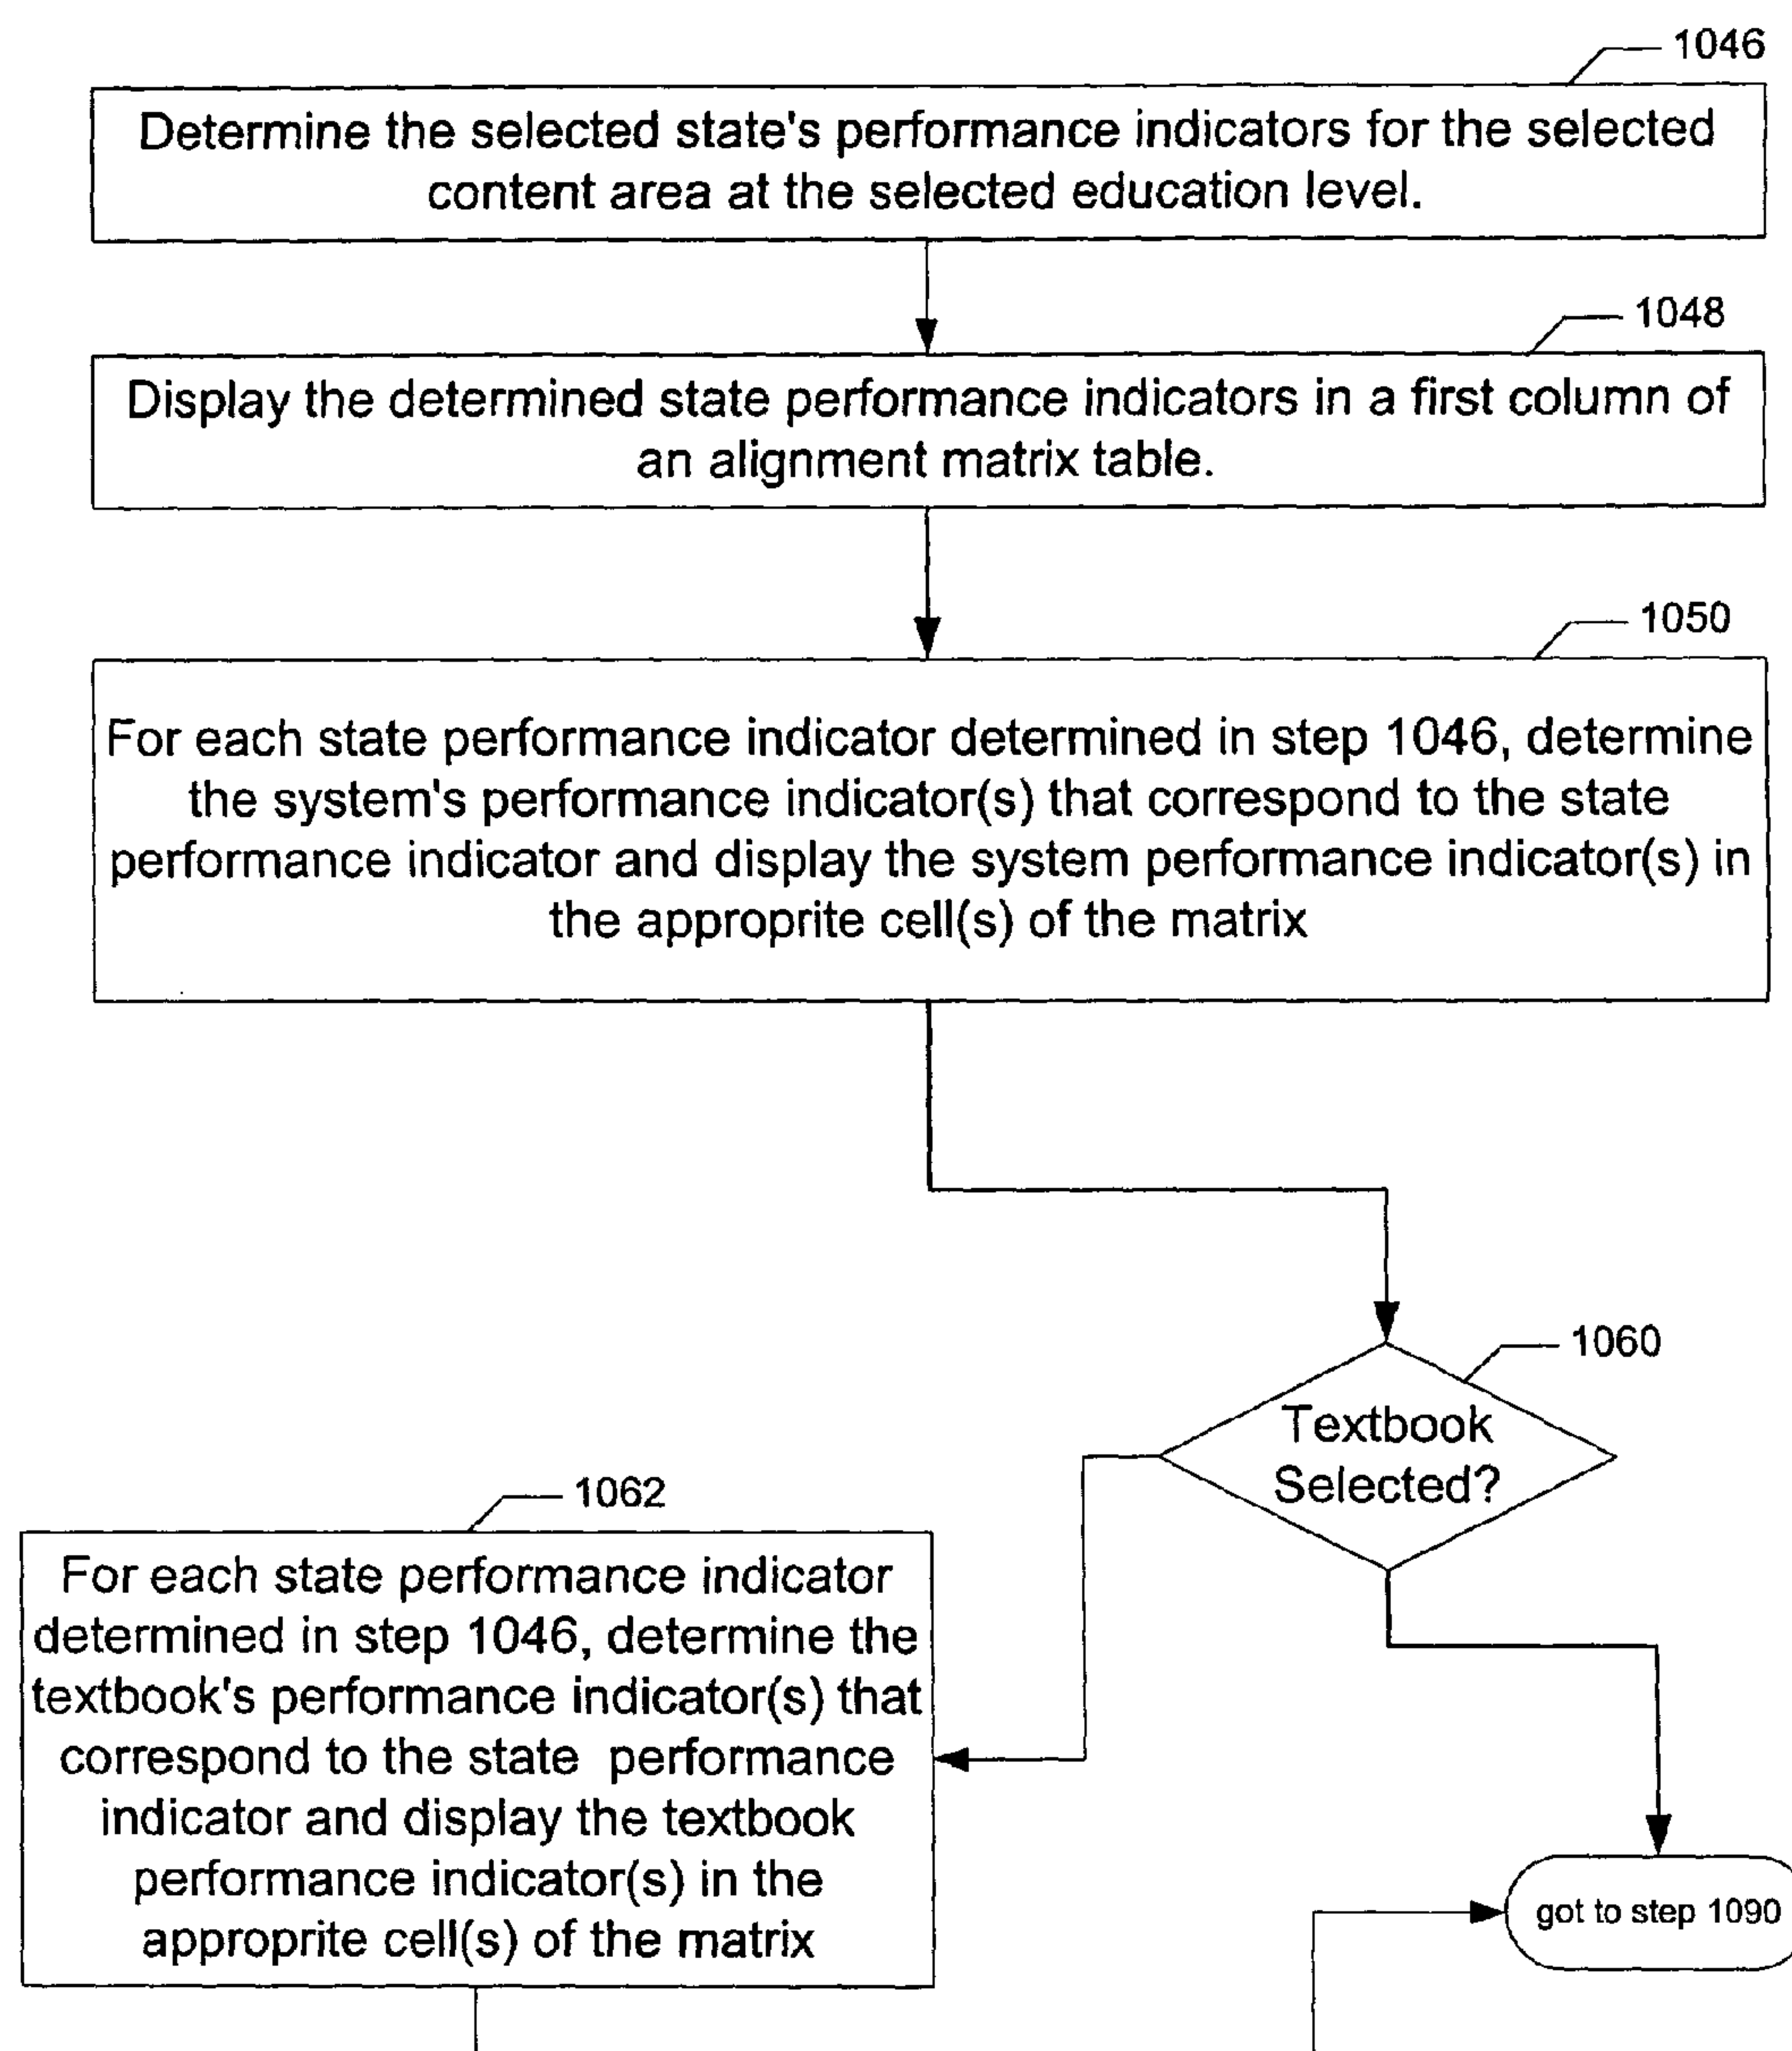 1046
Determine the selected state's performance indicators for the selected
content area at the selected education level.
1048
Display the determined state performance indicators in a first column of
an alignment matrix table.
1050
For each state performance indicator determined in step 1046, determine
the system's performance indicator(s) that correspond to the state
performance indicator and display the system performance indicator(s) in
the approprite cell(s) of the matrix
1060
Textbook
Selected?
1062
For each state performance indicator
determined in step 1046, determine the
textbook's performance indicator(s) that
correspond to the state performance
indicator and display the textbook
performance indicator(s) in the
approprite cell(s) of the matrix
got to step 1090